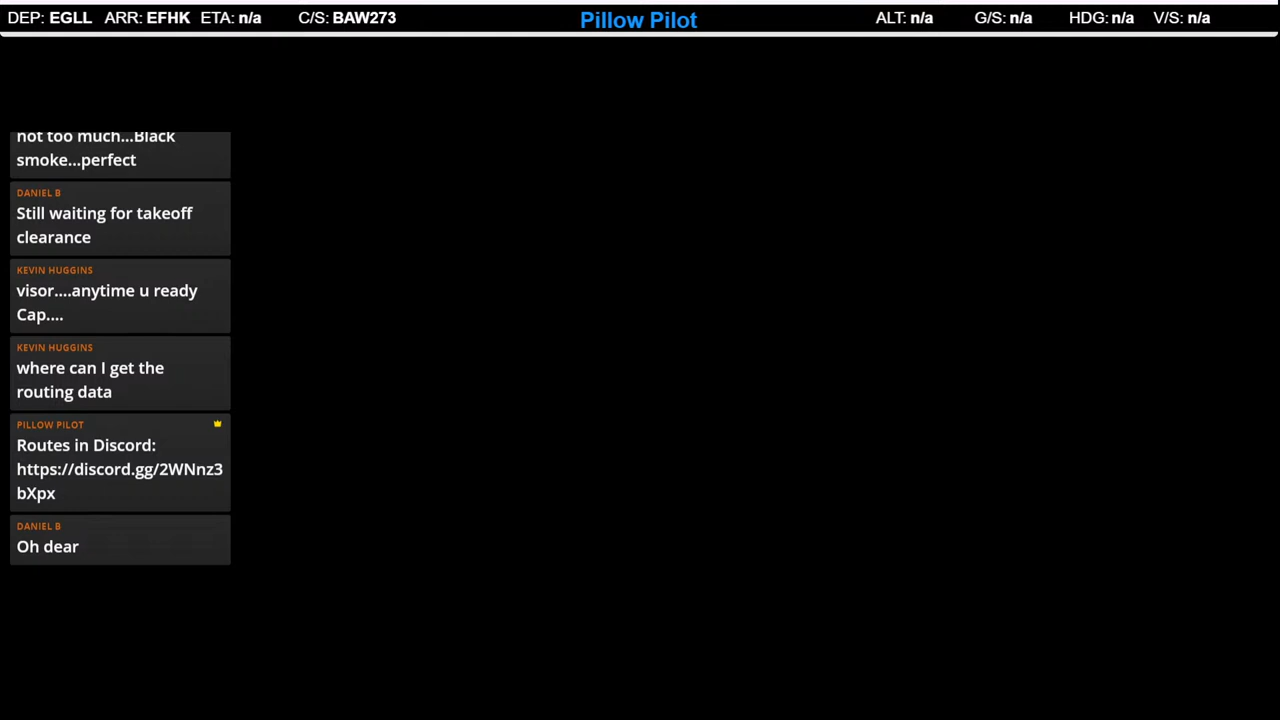 DEP: EGLL ARR: EFHK ETA: n/a C/S: BAW273 Pillow Pilot ALT: n/a G/S: n/a HDG: n/a V/S: n/a
not too much...Black
smoke...perfect
DANIEL B
Still waiting for takeoff
clearance
KEVIN HUGGINS
visor....anytime u ready
Cap....
KEVIN HUGGINS
where can I get the
routing data
PILLOW PILOT
Routes in Discord:
https://discord.gg/2WNnz3
bXpx
DANIEL B
Oh dear